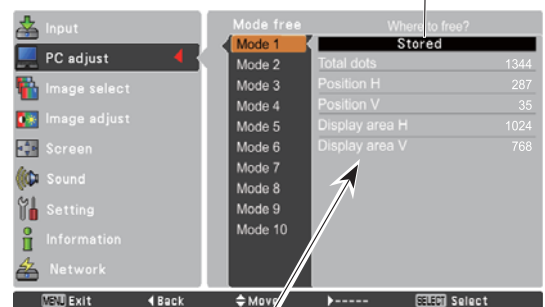 Input
PC adjust
Image select
Image adjust
Screen
Sound
Setting
Information
Network
Mode free
Mode 1
Mode 2
Mode 3
Mode 4
Mode 5
Mode 6
Mode 7
Mode 8
Mode 9
Mode 10
Where to free?
Stored
Total dots 1344
Position H 287
Position V 35
Display area H 1024
Display area V 768
MENU Exit ◀Back Move ▶----- SELECT Select